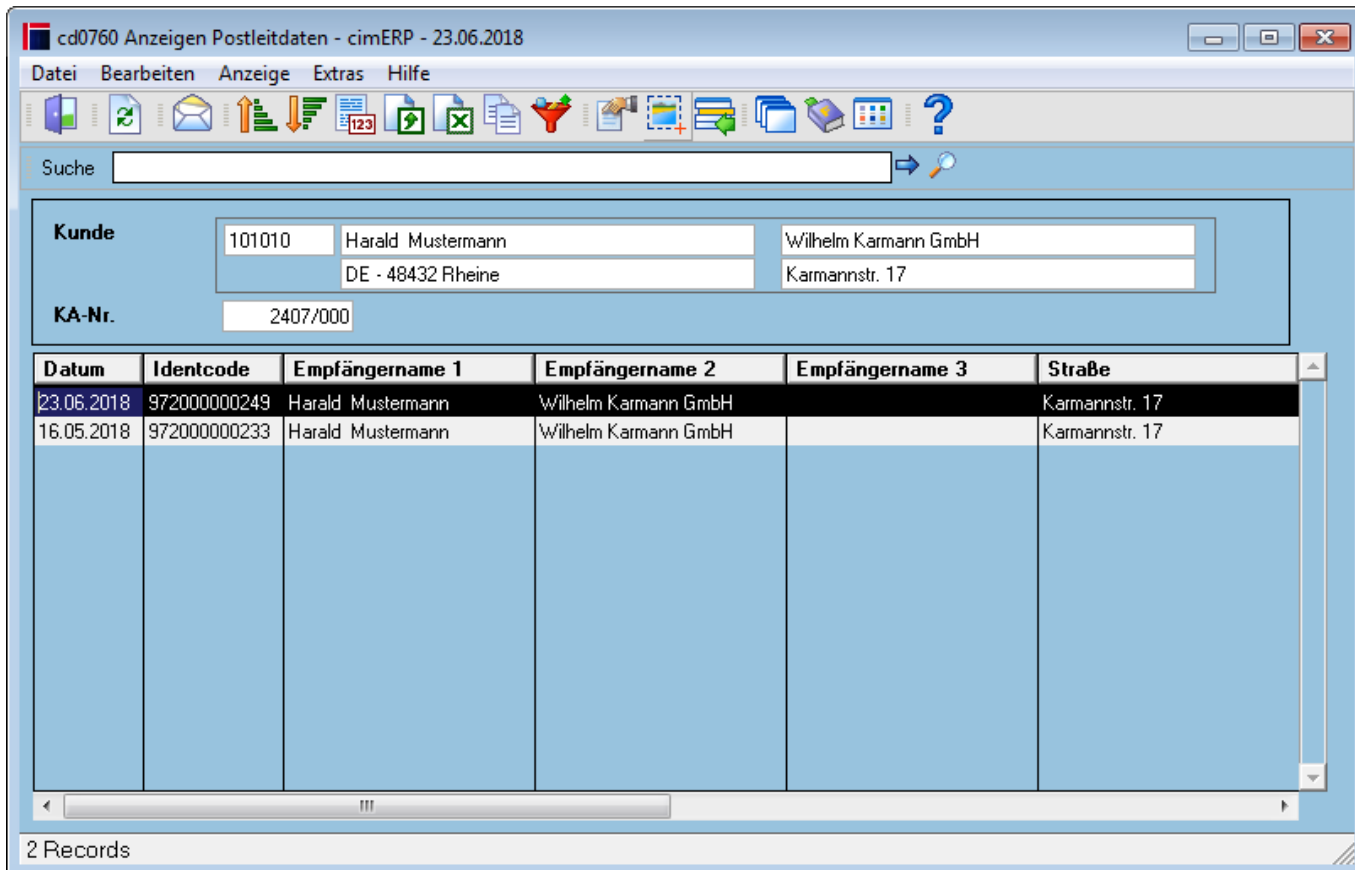 cd0760 Anzeigen Postleitdaten - cimERP - 23.06.2018
Datei Bearbeiten Anzeige Extras Hilfe
123
Suche
Kunde 101010 Harald Mustermann Wilhelm Karmann GmbH
DE - 48432 Rheine Karmannstr. 17
KA-Nr. 2407/000
Datum Identcode Empfängername 1 Empfängername 2 Empfängername 3 Straße
23.06.2018 972000000249 Harald Mustermann Wilhelm Karmann GmbH Karmannstr. 17
16.05.2018 972000000233 Harald Mustermann Wilhelm Karmann GmbH Karmannstr. 17
2 Records